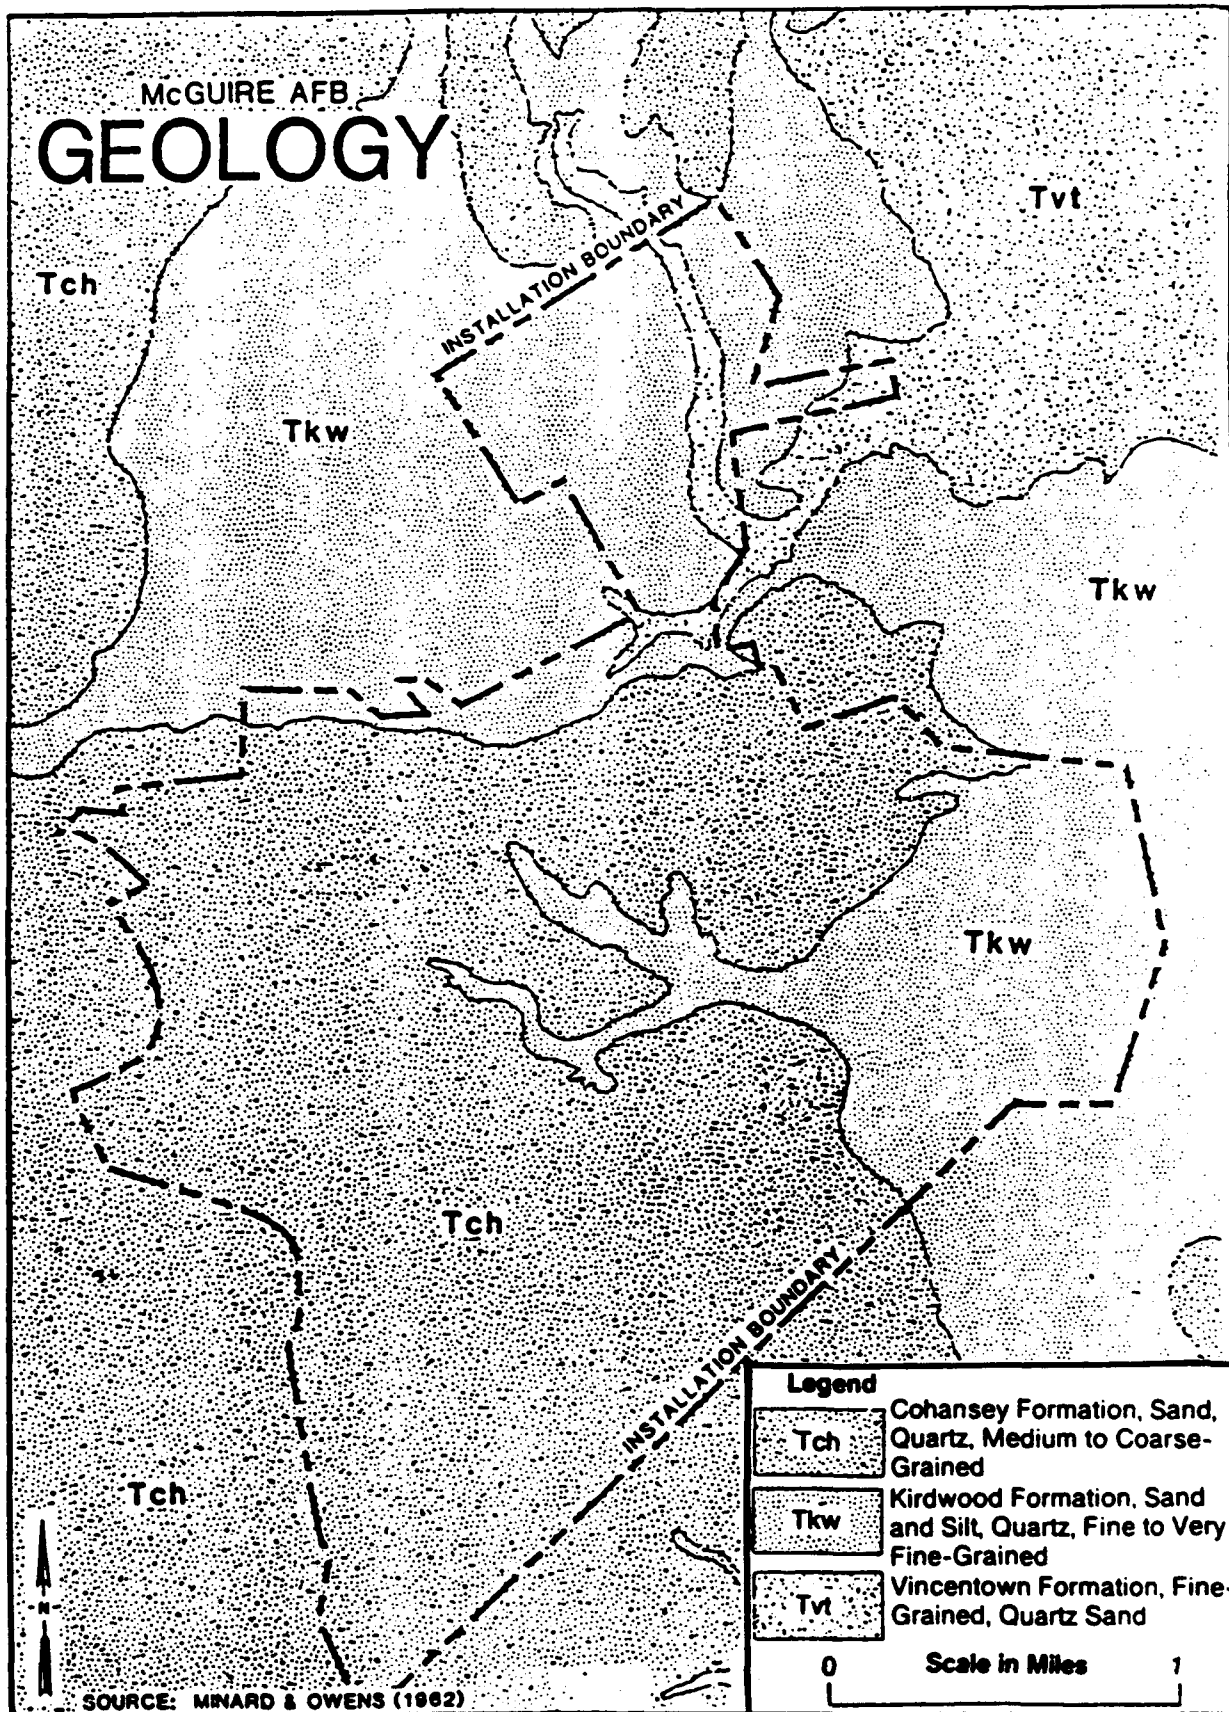 McGUIRE AFB
GEOLOGY
Tvt
INSTALLATION BOUNDARY
Tch
Tkw
Tkw
Tkw
Tch
INSTALLATION BOUNDARY
Tch
Legend
Tch
Cohansey Formation, Sand,
Quartz, Medium to Coarse-
Grained
Tkw
Kirdwood Formation, Sand
and Silt, Quartz, Fine to Very
Fine-Grained
Tvt
Vincentown Formation, Fine-
Grained, Quartz Sand
0 Scale in Miles 1
-N-
SOURCE: MINARD & OWENS (1962)